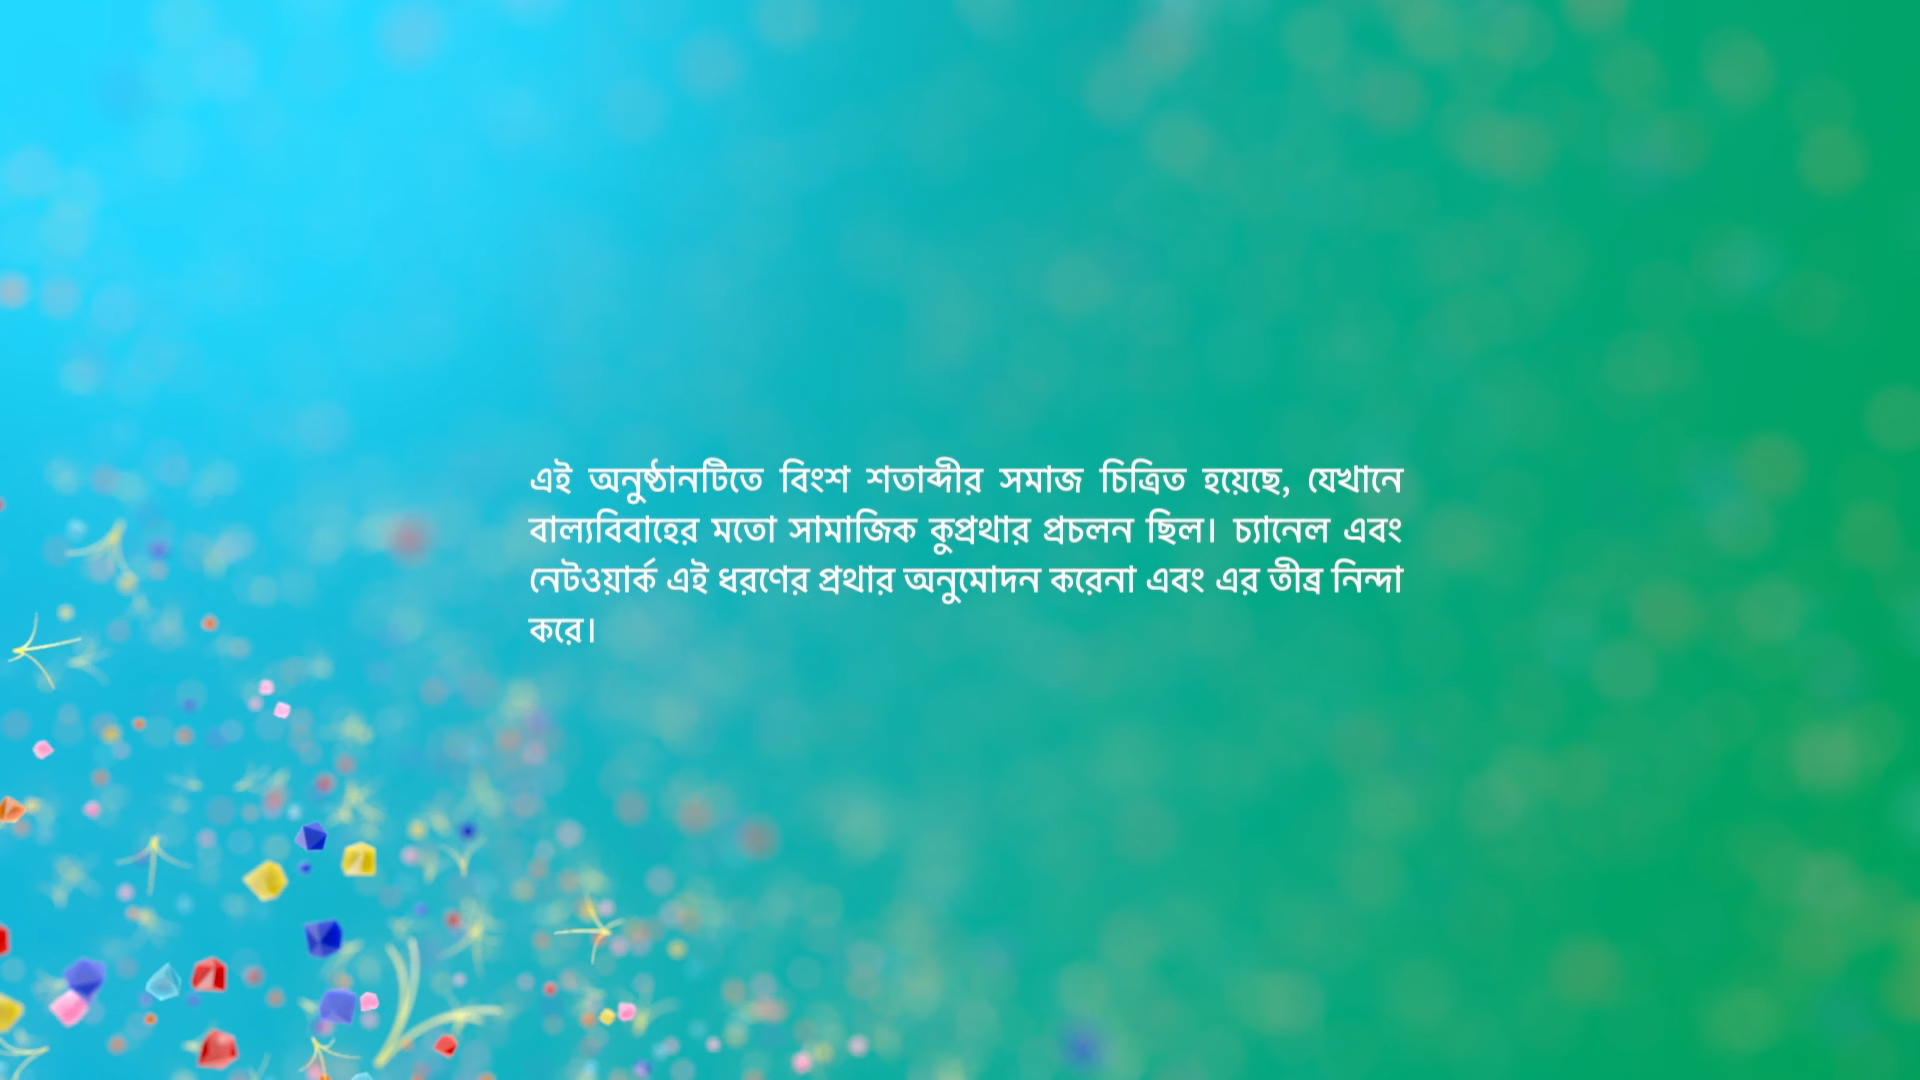 এই অনুষ্ঠানটিতে বিংশ শতাব্দীর সমাজ চিত্রিত হয়েছে, যেখানে
বাল্যবিবাহের মতো সামাজিক কুপ্রথার প্রচলন ছিল। চ্যানেল এবং
নেটওয়ার্ক এই ধরণের প্রথার অনুমোদন করেনা এবং এর তীব্র নিন্দা
করে।